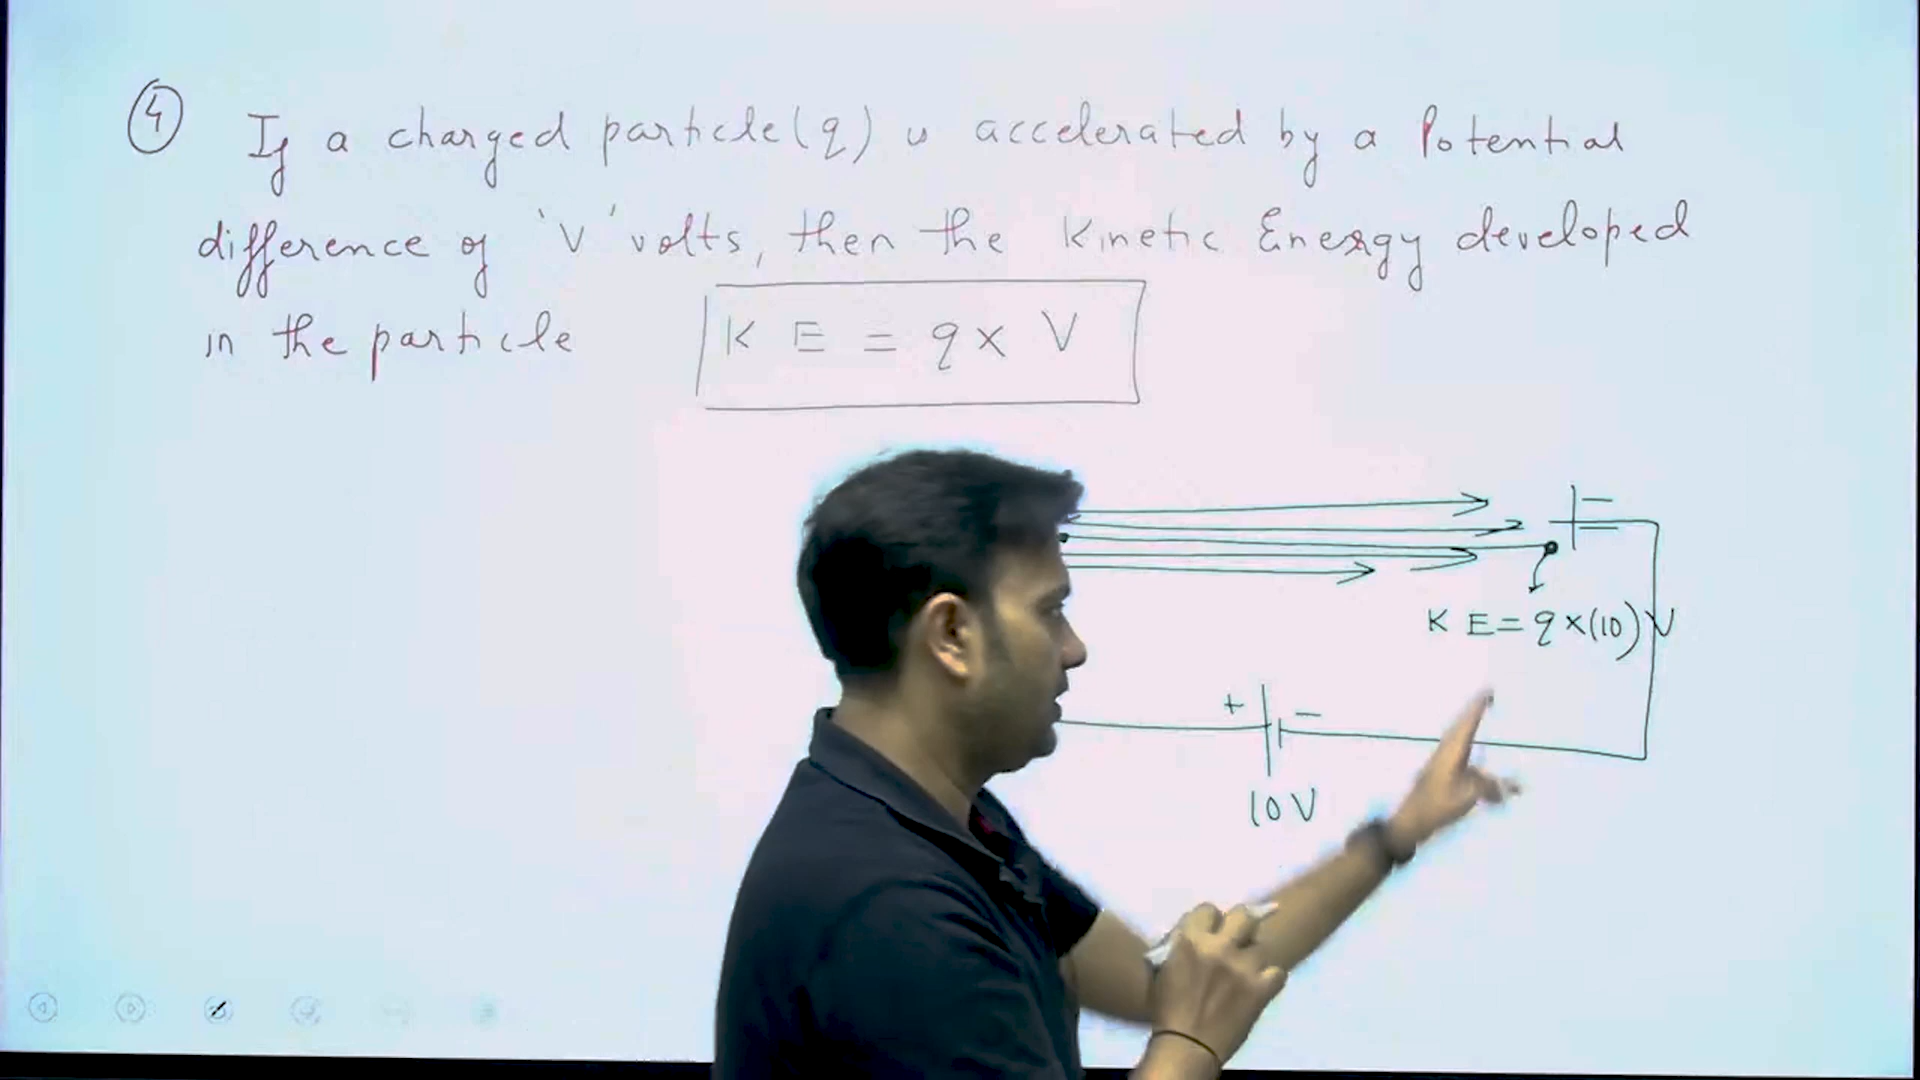 ④ If a charged particle(q) is accelerated by a Potential
difference of 'V' volts, then the Kinetic Energy developed
in the particle KE = q x V
KE = q x (10) V
+ −
10V